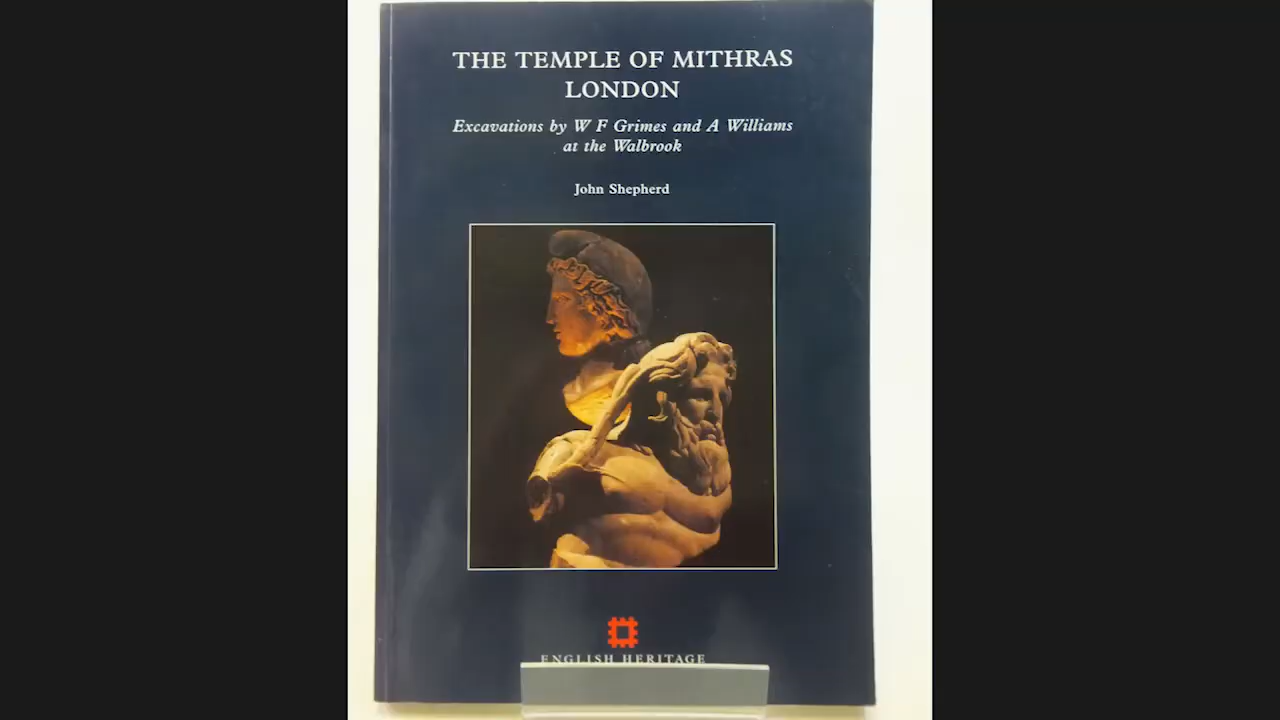 THE TEMPLE OF MITHRAS
LONDON
Excavations by W F Grimes and A Williams
at the Walbrook
John Shepherd
ENGLISH HERITAGE